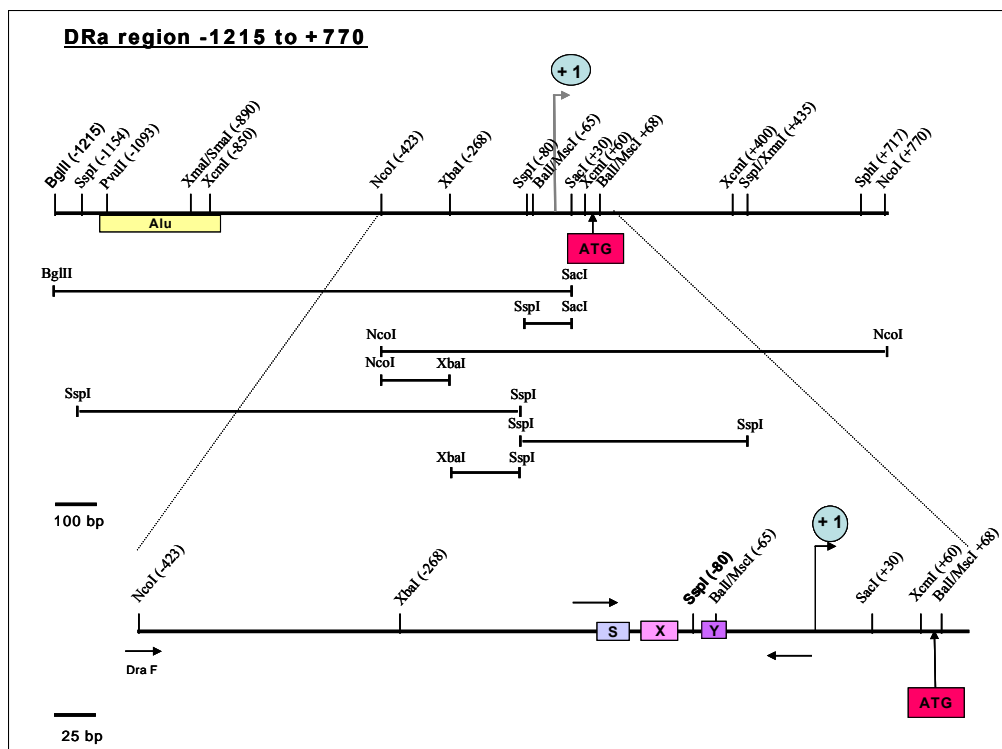 DRa region -1215 to +770
+ 1
BglII (-1215)
SspI (-1154)
PvuII (-1093)
XmaI/SmaI (-890)
XcmI (-850)
NcoI (-423)
XbaI (-268)
SspI (-80)
BalI/MscI (-65)
SacI (+30)
XcmI (+60)
BalI/MscI +68)
XcmI (+400)
SspI/XmnI (+435)
SphI (+717)
NcoI (+770)
Alu
ATG
BglII SacI
SspI SacI
NcoI NcoI
NcoI XbaI
SspI SspI
SspI SspI
XbaI SspI
100 bp
+ 1
NcoI (-423)
XbaI (-268)
SspI (-80)
BalI/MscI (-65)
SacI (+30)
XcmI (+60)
BalI/MscI +68)
S X Y
Dra F
ATG
25 bp